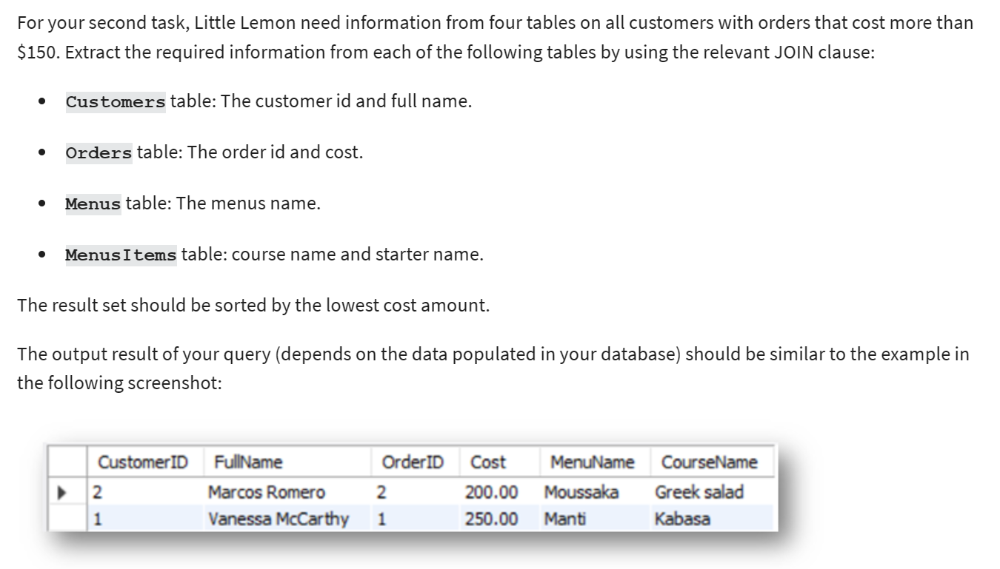 For your second task, Little Lemon need information from four tables on all customers with orders that cost more than
$150. Extract the required information from each of the following tables by using the relevant JOIN clause:
• Customers table: The customer id and full name.
• Orders table: The order id and cost.
• Menus table: The menus name.
• MenusItems table: course name and starter name.
The result set should be sorted by the lowest cost amount.
The output result of your query (depends on the data populated in your database) should be similar to the example in
the following screenshot:
CustomerID FullName OrderID Cost MenuName CourseName
2 Marcos Romero 2 200.00 Moussaka Greek salad
1 Vanessa McCarthy 1 250.00 Manti Kabasa